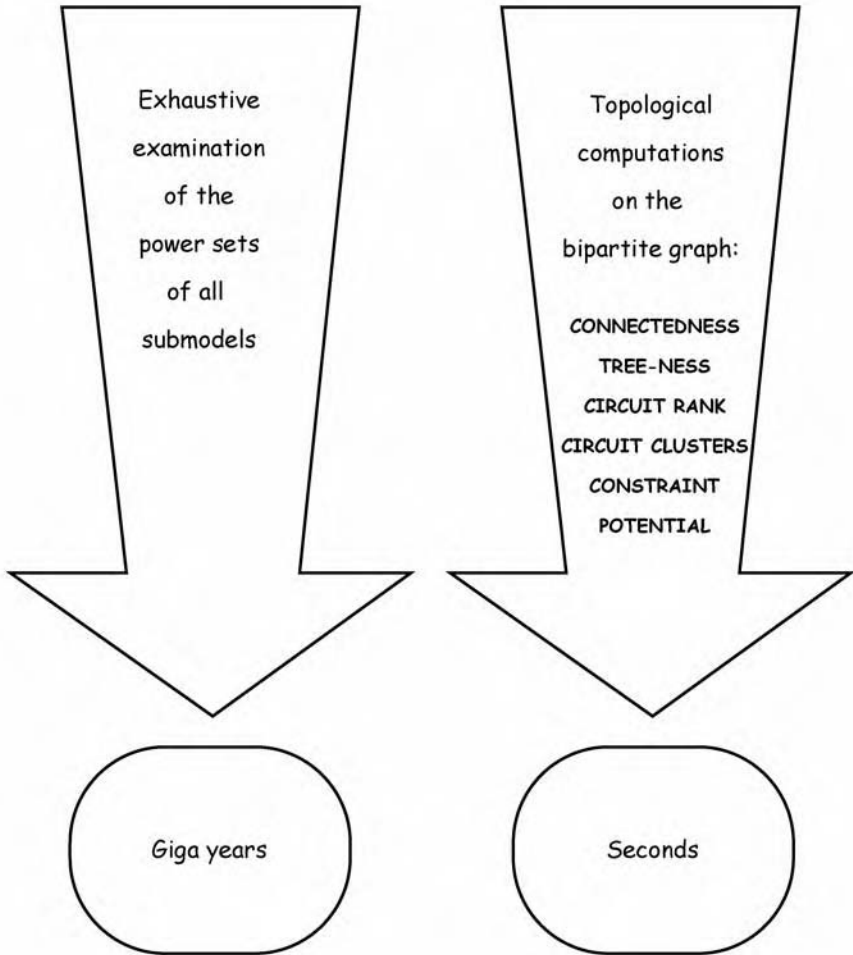 Exhaustive
examination
of the
power sets
of all
submodels
Topological
computations
on the
bipartite graph:
CONNECTEDNESS
TREE-NESS
CIRCUIT RANK
CIRCUIT CLUSTERS
CONSTRAINT
POTENTIAL
Giga years
Seconds